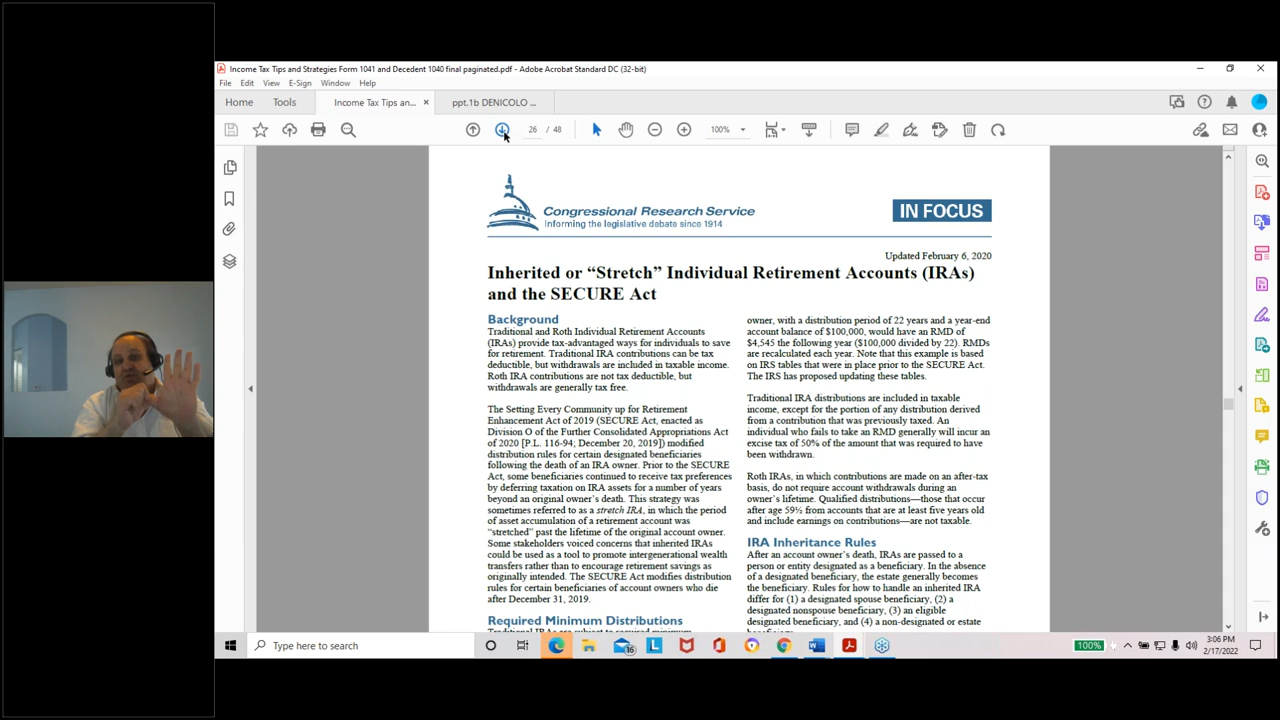 Income Tax Tips and Strategies Form 1041 and Decedent 1040 final paginated.pdf - Adobe Acrobat Standard DC (32-bit)
File Edit View E-Sign Window Help
Home Tools Income Tax Tips an... × ppt.1b DENICOLO ...
26 / 48 100%
Congressional Research Service
Informing the legislative debate since 1914
IN FOCUS
Updated February 6, 2020
Inherited or “Stretch” Individual Retirement Accounts (IRAs)
and the SECURE Act
Background
Traditional and Roth Individual Retirement Accounts
(IRAs) provide tax-advantaged ways for individuals to save
for retirement. Traditional IRA contributions can be tax
deductible, but withdrawals are included in taxable income.
Roth IRA contributions are not tax deductible, but
withdrawals are generally tax free.
The Setting Every Community up for Retirement
Enhancement Act of 2019 (SECURE Act, enacted as
Division O of the Further Consolidated Appropriations Act
of 2020 [P.L. 116-94; December 20, 2019]) modified
distribution rules for certain designated beneficiaries
following the death of an IRA owner. Prior to the SECURE
Act, some beneficiaries continued to receive tax preferences
by deferring taxation on IRA assets for a number of years
beyond an original owner’s death. This strategy was
sometimes referred to as a stretch IRA, in which the period
of asset accumulation of a retirement account was
“stretched” past the lifetime of the original account owner.
Some stakeholders voiced concerns that inherited IRAs
could be used as a tool to promote intergenerational wealth
transfers rather than to encourage retirement savings as
originally intended. The SECURE Act modifies distribution
rules for certain beneficiaries of account owners who die
after December 31, 2019.
Required Minimum Distributions
Traditional IRAs are subject to required minimum
owner, with a distribution period of 22 years and a year-end
account balance of $100,000, would have an RMD of
$4,545 the following year ($100,000 divided by 22). RMDs
are recalculated each year. Note that this example is based
on IRS tables that were in place prior to the SECURE Act.
The IRS has proposed updating these tables.
Traditional IRA distributions are included in taxable
income, except for the portion of any distribution derived
from a contribution that was previously taxed. An
individual who fails to take an RMD generally will incur an
excise tax of 50% of the amount that was required to have
been withdrawn.
Roth IRAs, in which contributions are made on an after-tax
basis, do not require account withdrawals during an
owner’s lifetime. Qualified distributions—those that occur
after age 59½ from accounts that are at least five years old
and include earnings on contributions—are not taxable.
IRA Inheritance Rules
After an account owner’s death, IRAs are passed to a
person or entity designated as a beneficiary. In the absence
of a designated beneficiary, the estate generally becomes
the beneficiary. Rules for how to handle an inherited IRA
differ for (1) a designated spouse beneficiary, (2) a
designated nonspouse beneficiary, (3) an eligible
designated beneficiary, and (4) a non-designated or estate
beneficiary.
Type here to search
16
100%
3:06 PM
2/17/2022